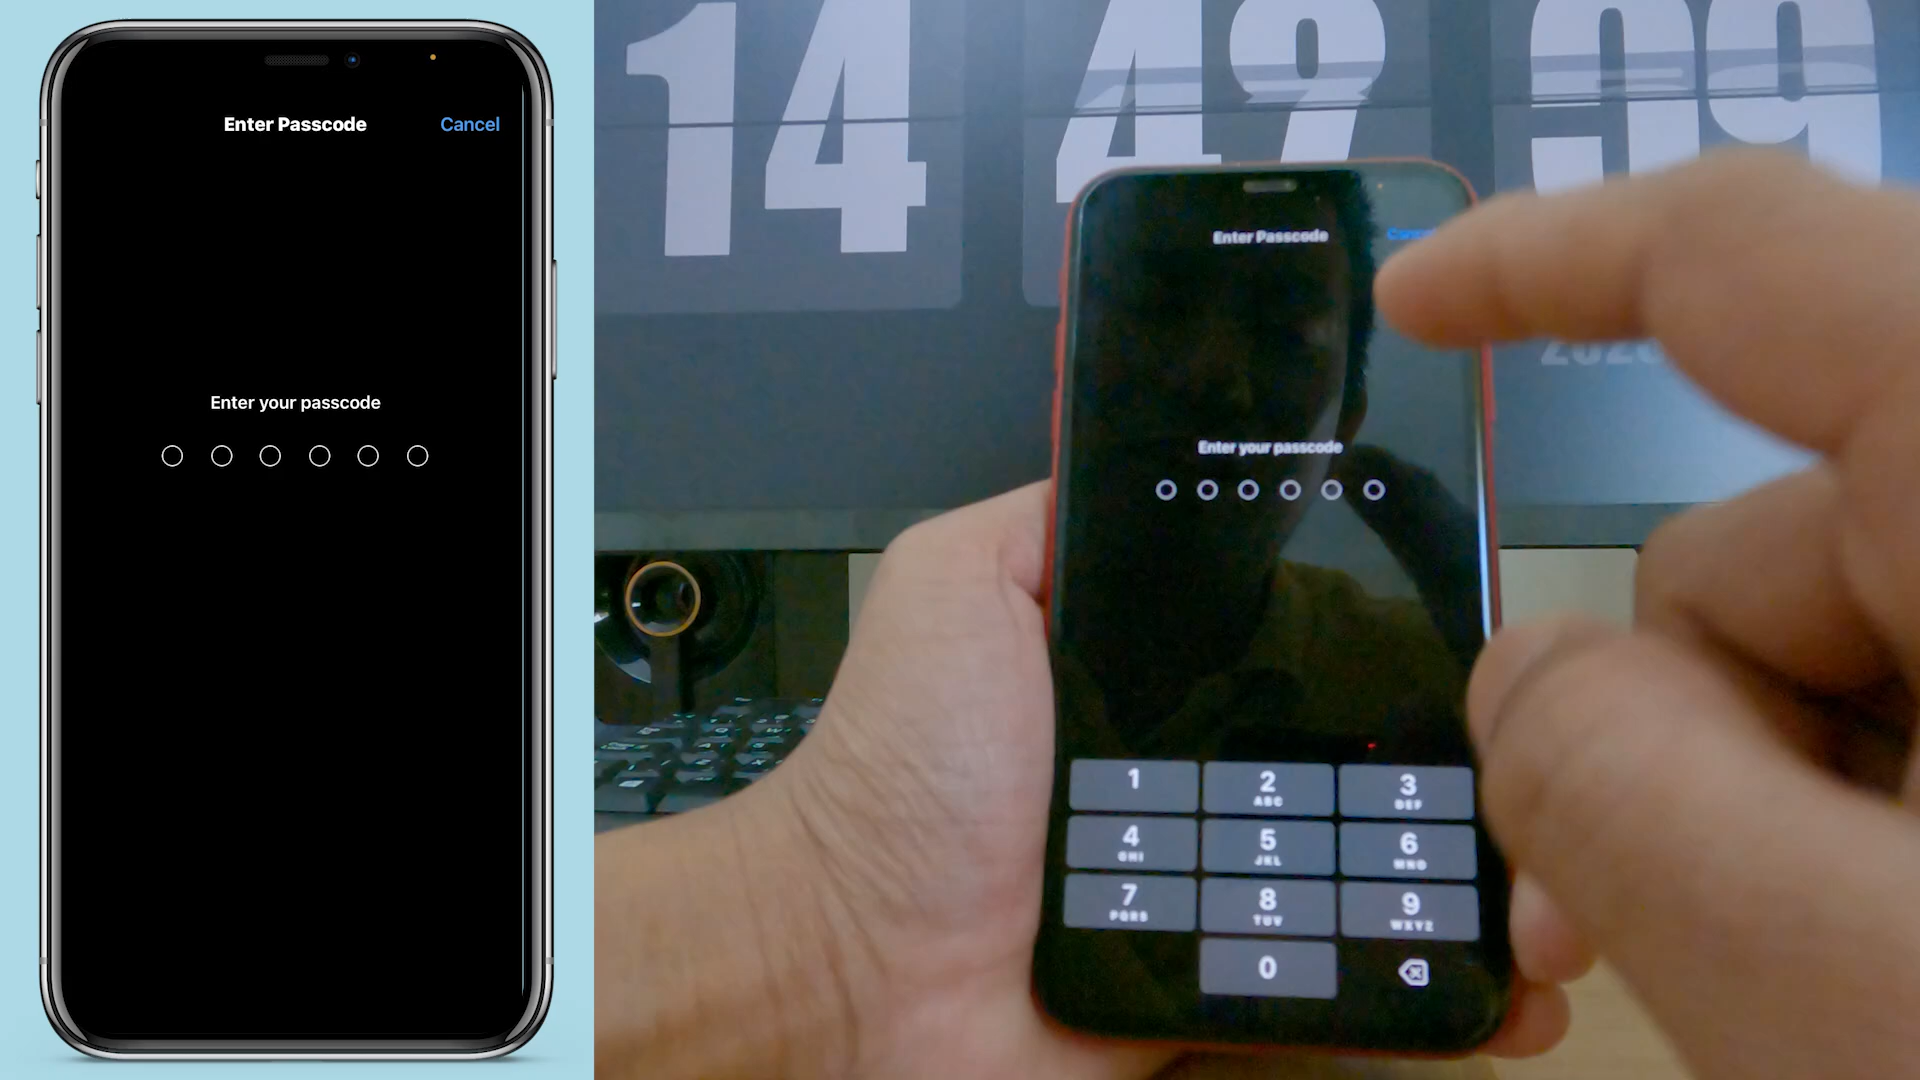 Enter Passcode
Cancel
Enter your passcode
14
Enter Passcode
Enter your passcode
1
2
ABC
3
DEF
4
GHI
5
JKL
6
MNO
7
PQRS
8
TUV
9
WXYZ
0